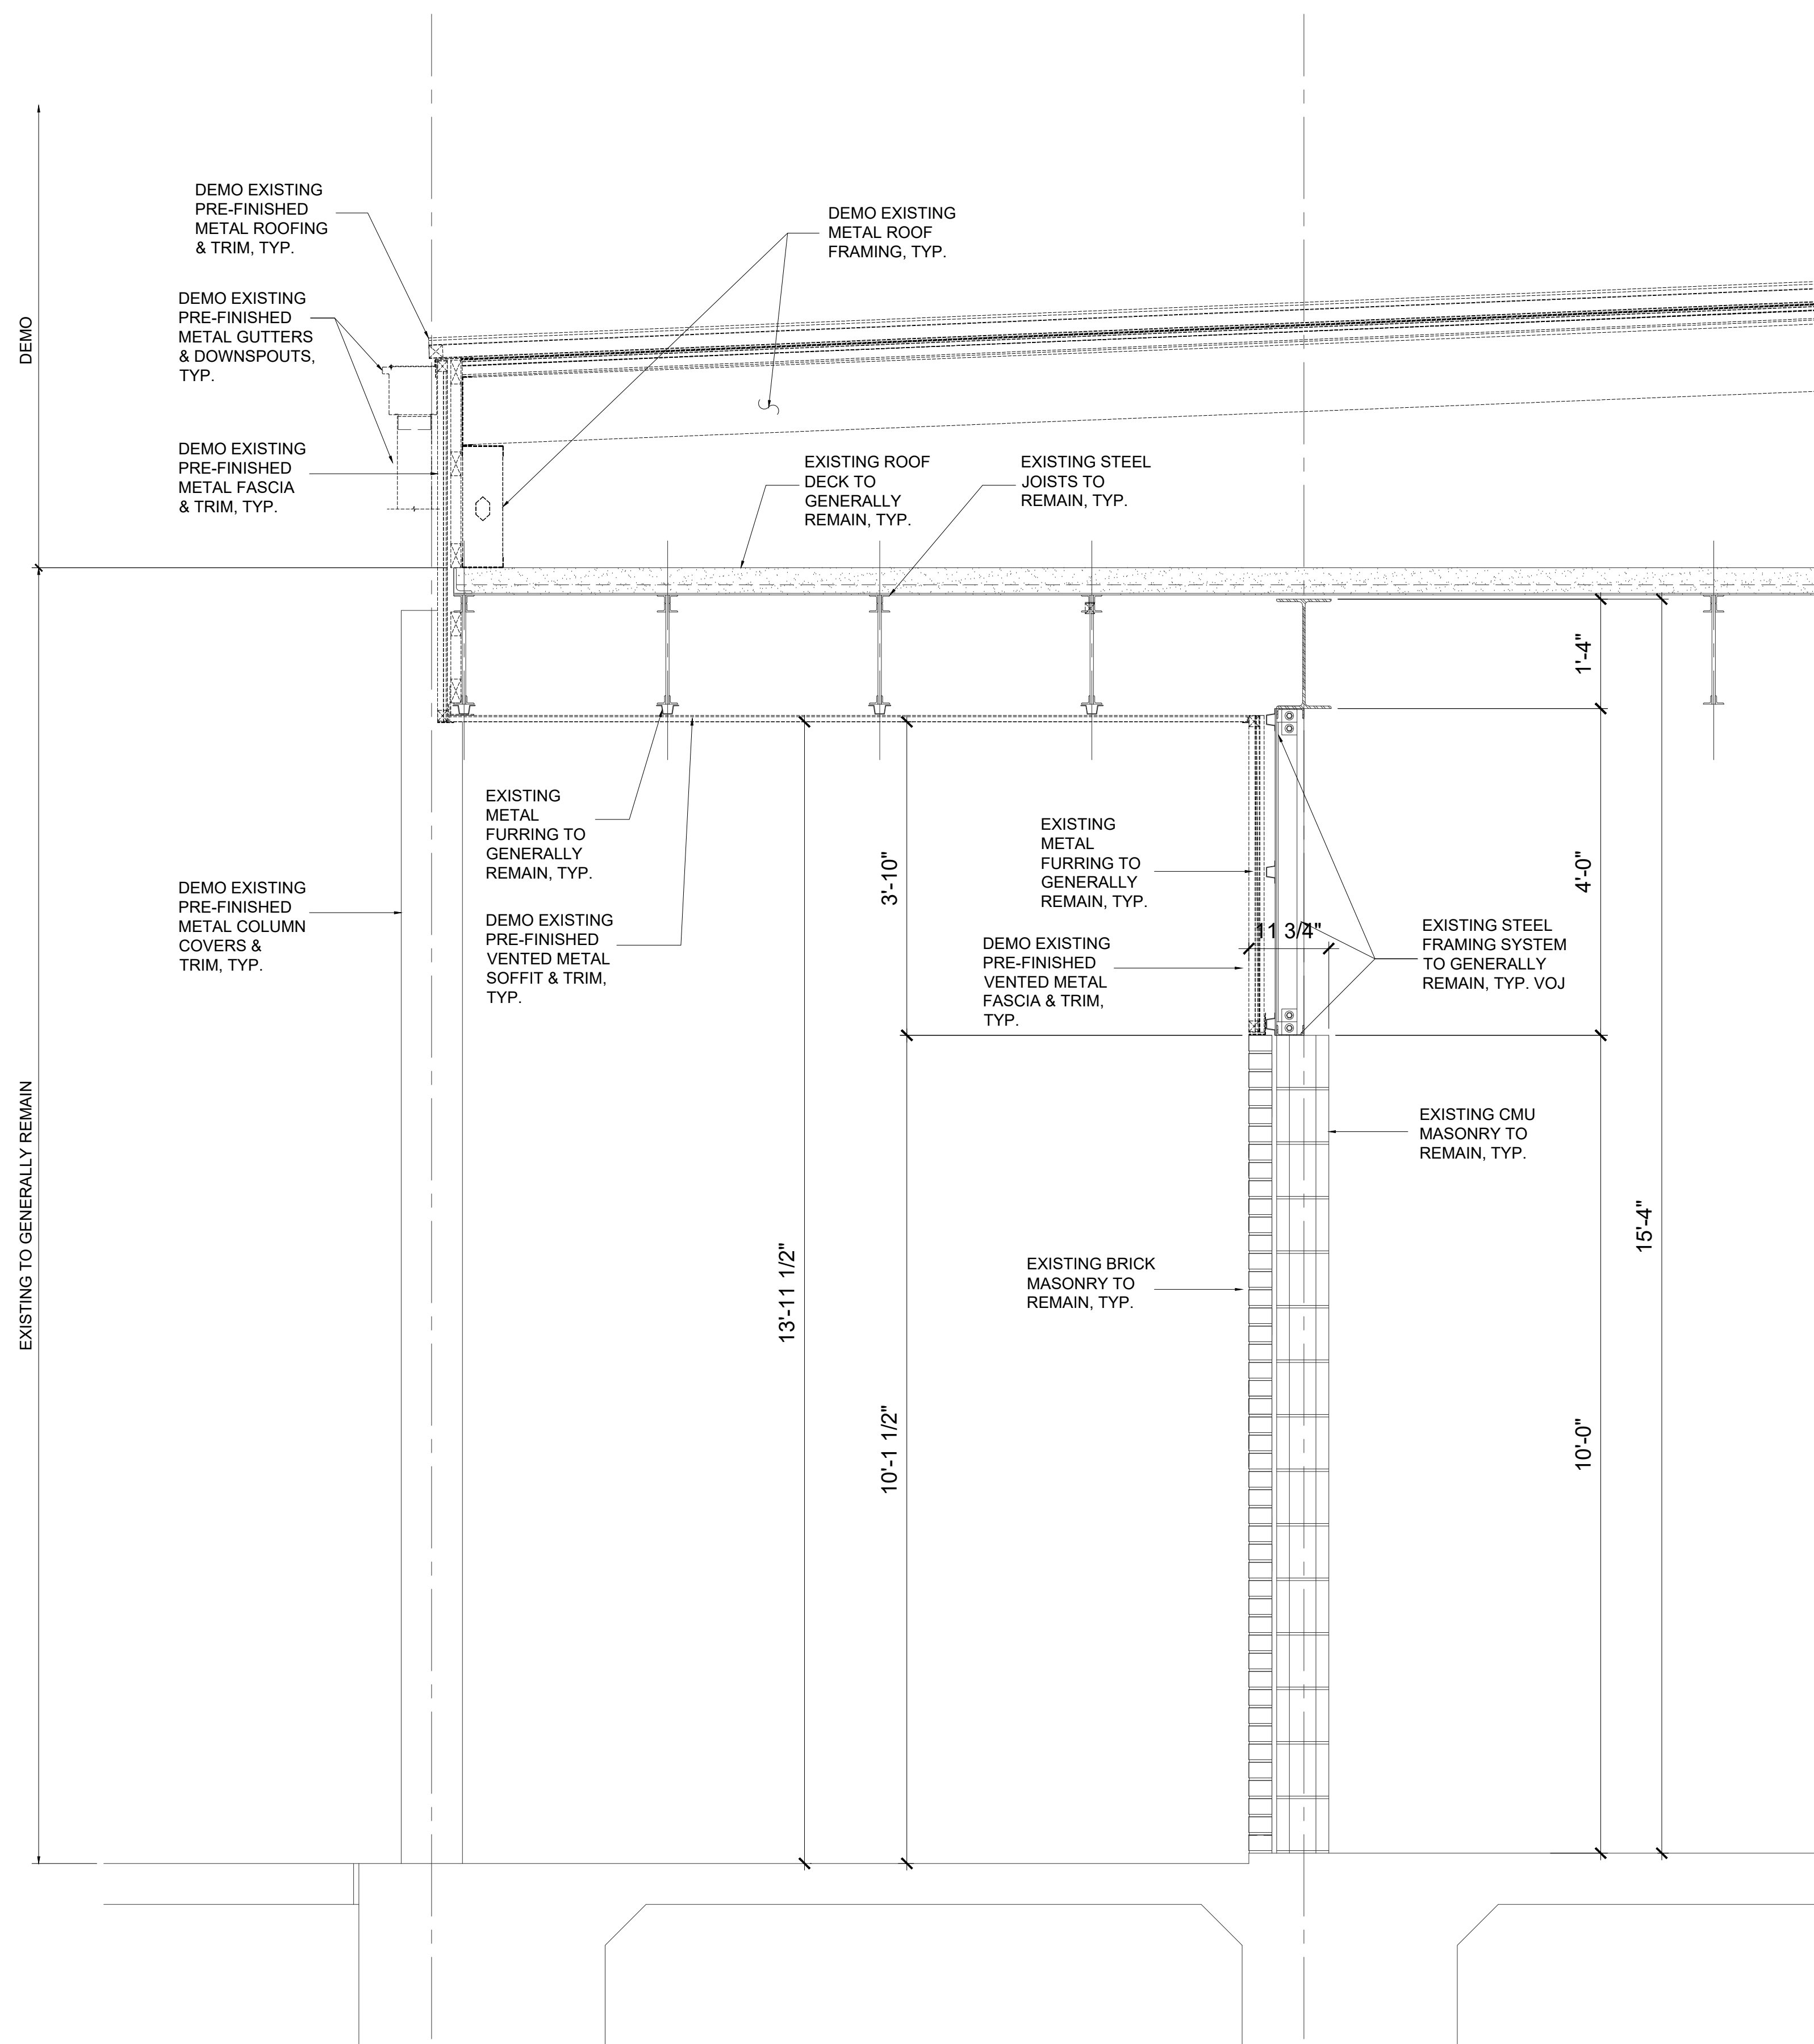 DEMO EXISTING
PRE-FINISHED
METAL ROOFING
& TRIM, TYP.
DEMO EXISTING
METAL ROOF
FRAMING, TYP.
DEMO EXISTING
PRE-FINISHED
METAL GUTTERS
& DOWNSPOUTS,
TYP.
DEMO
DEMO EXISTING
PRE-FINISHED
METAL FASCIA
& TRIM, TYP.
EXISTING ROOF
DECK TO
GENERALLY
REMAIN, TYP.
EXISTING STEEL
JOISTS TO
REMAIN, TYP.
1'-4"
EXISTING
METAL
FURRING TO
GENERALLY
REMAIN, TYP.
EXISTING
METAL
FURRING TO
GENERALLY
REMAIN, TYP.
3'-10"
4'-0"
DEMO EXISTING
PRE-FINISHED
METAL COLUMN
COVERS &
TRIM, TYP.
DEMO EXISTING
PRE-FINISHED
VENTED METAL
SOFFIT & TRIM,
TYP.
11 3/4"
DEMO EXISTING
PRE-FINISHED
VENTED METAL
FASCIA & TRIM,
TYP.
EXISTING STEEL
FRAMING SYSTEM
TO GENERALLY
REMAIN, TYP. VOJ
EXISTING CMU
MASONRY TO
REMAIN, TYP.
EXISTING TO GENERALLY REMAIN
15'-4"
13'-11 1/2"
EXISTING BRICK
MASONRY TO
REMAIN, TYP.
10'-1 1/2"
10'-0"